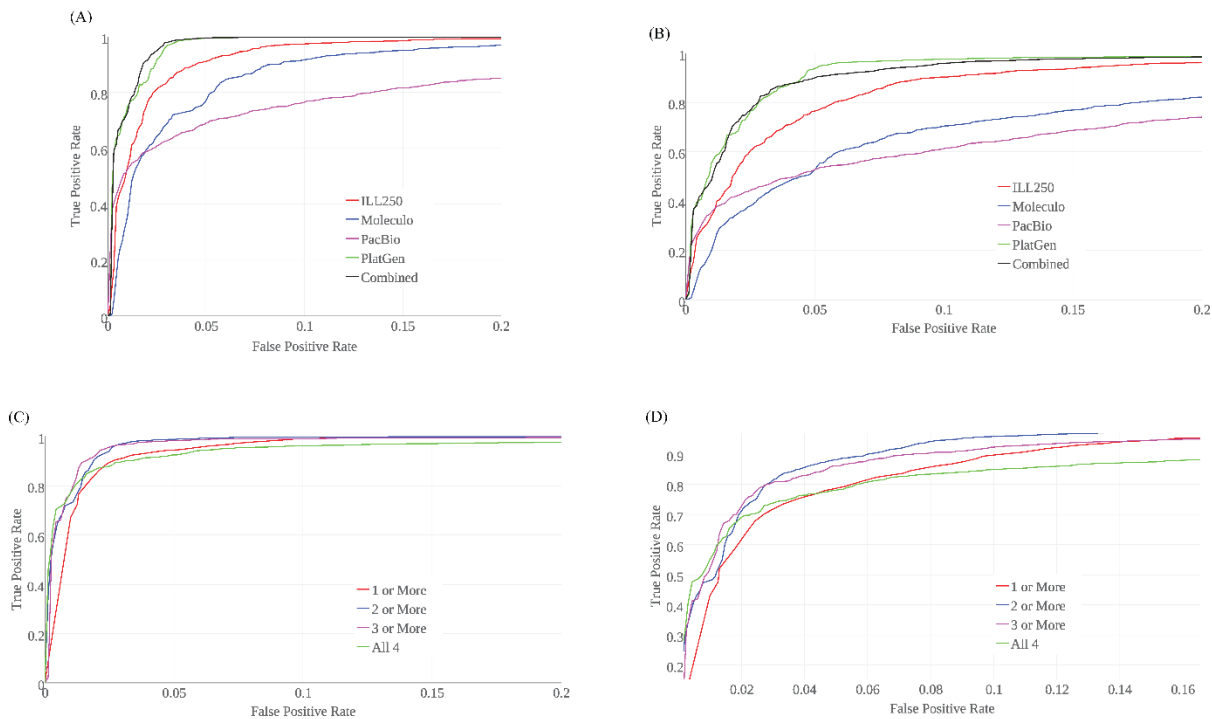 (A)
1
0.8
0.6
0.4
0.2
0
True Positive Rate
ILL250
Moleculo
PacBio
PlatGen
Combined
0
0.05
0.1
0.15
0.2
False Positive Rate
(B)
1
0.8
0.6
0.4
0.2
0
True Positive Rate
ILL250
Moleculo
PacBio
PlatGen
Combined
0
0.05
0.1
0.15
0.2
False Positive Rate
(C)
1
0.8
0.6
0.4
0.2
0
True Positive Rate
1 or More
2 or More
3 or More
All 4
0
0.05
0.1
0.15
0.2
False Positive Rate
(D)
0.9
0.8
0.7
0.6
0.5
0.4
0.3
0.2
True Positive Rate
1 or More
2 or More
3 or More
All 4
0.02
0.04
0.06
0.08
0.1
0.12
0.14
0.16
False Positive Rate